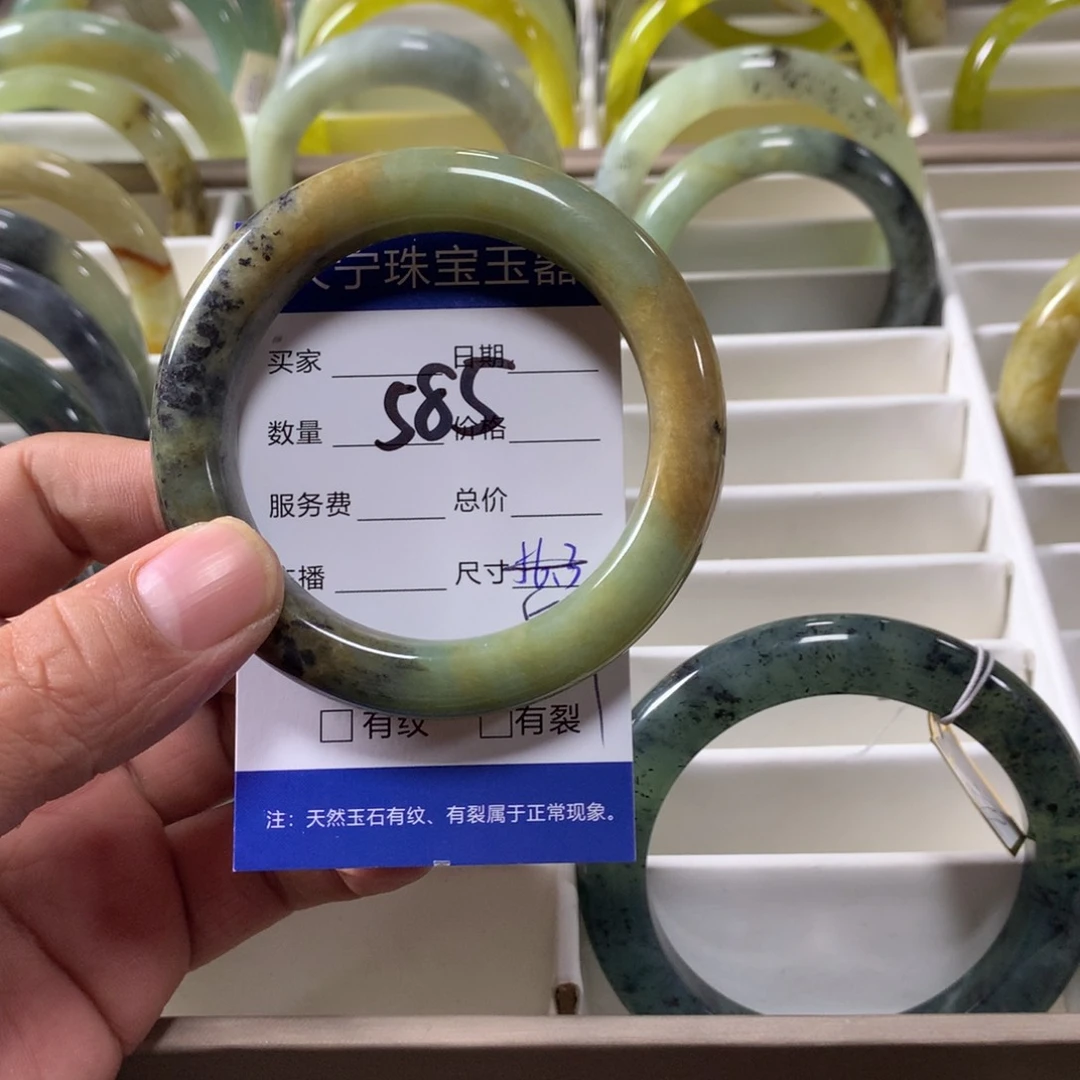 宁珠宝玉器
买家 日期
585
数量 价格
服务费 总价
播 尺寸
有纹 有裂
注：天然玉石有纹、有裂属于正常现象。